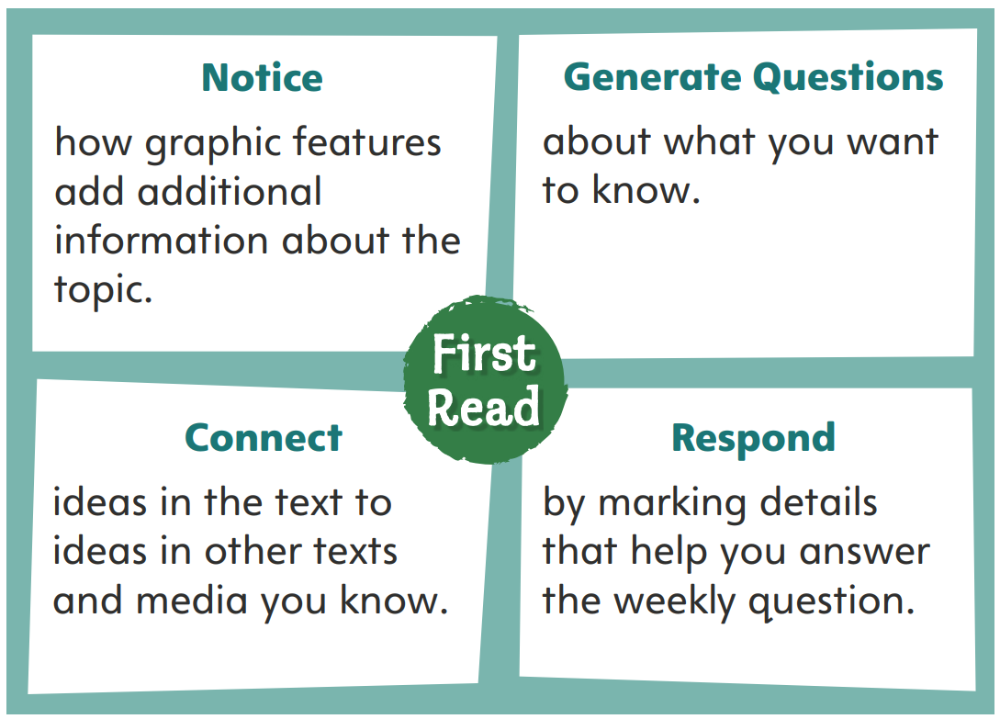 Notice
how graphic features
add additional
information about the
topic.
Generate Questions
about what you want
to know.
First
Read
Connect
ideas in the text to
ideas in other texts
and media you know.
Respond
by marking details
that help you answer
the weekly question.